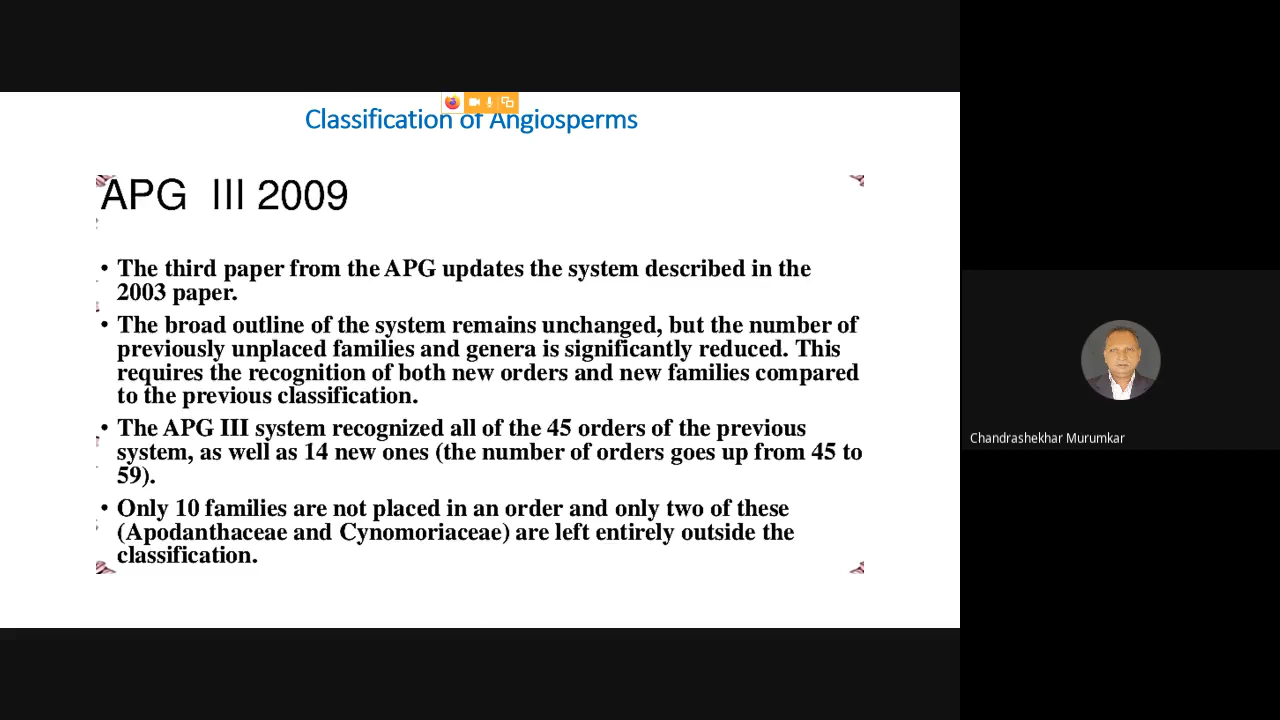 Classification of Angiosperms
APG III 2009
• The third paper from the APG updates the system described in the
2003 paper.
• The broad outline of the system remains unchanged, but the number of
previously unplaced families and genera is significantly reduced. This
requires the recognition of both new orders and new families compared
to the previous classification.
• The APG III system recognized all of the 45 orders of the previous
system, as well as 14 new ones (the number of orders goes up from 45 to
59).
• Only 10 families are not placed in an order and only two of these
(Apodanthaceae and Cynomoriaceae) are left entirely outside the
classification.
Chandrashekhar Murumkar